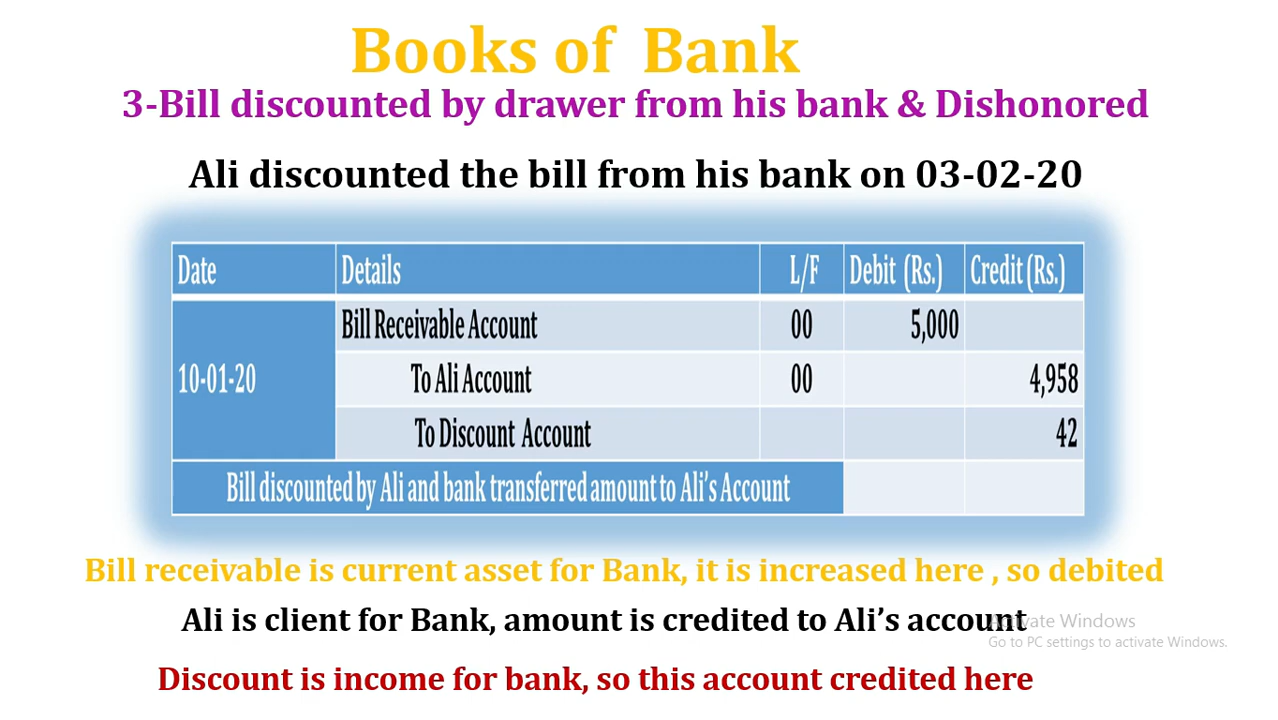 Books of Bank
3-Bill discounted by drawer from his bank & Dishonored
Ali discounted the bill from his bank on 03-02-20
Date Details L/F Debit (Rs.) Credit (Rs.)
Bill Receivable Account 00 5,000
10-01-20 To Ali Account 00 4,958
To Discount Account 42
Bill discounted by Ali and bank transferred amount to Ali's Account
Bill receivable is current asset for Bank, it is increased here , so debited
Ali is client for Bank, amount is credited to Ali's account
Activate Windows
Go to PC settings to activate Windows.
Discount is income for bank, so this account credited here